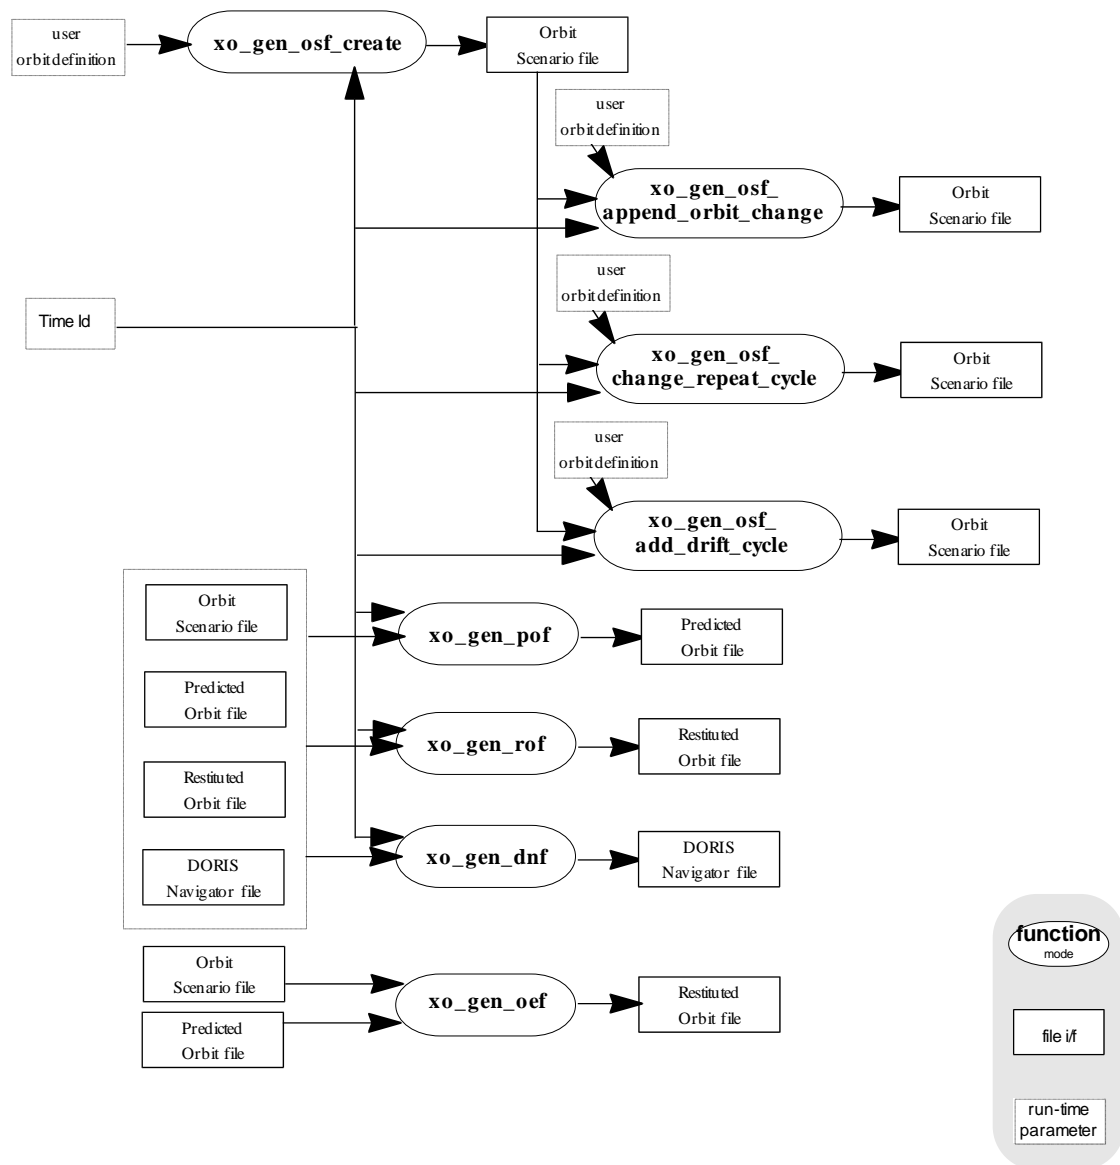 user
orbit definition
xo_gen_osf_create
Orbit
Scenario file
user
orbit definition
xo_gen_osf_
append_orbit_change
Orbit
Scenario file
user
orbit definition
Time Id
xo_gen_osf_
change_repeat_cycle
Orbit
Scenario file
user
orbit definition
xo_gen_osf_
add_drift_cycle
Orbit
Scenario file
Orbit
Scenario file
xo_gen_pof
Predicted
Orbit file
Predicted
Orbit file
xo_gen_rof
Restituted
Orbit file
Restituted
Orbit file
xo_gen_dnf
DORIS
Navigator file
DORIS
Navigator file
Orbit
Scenario file
xo_gen_oef
Restituted
Orbit file
Predicted
Orbit file
function
mode
file i/f
run-time
parameter